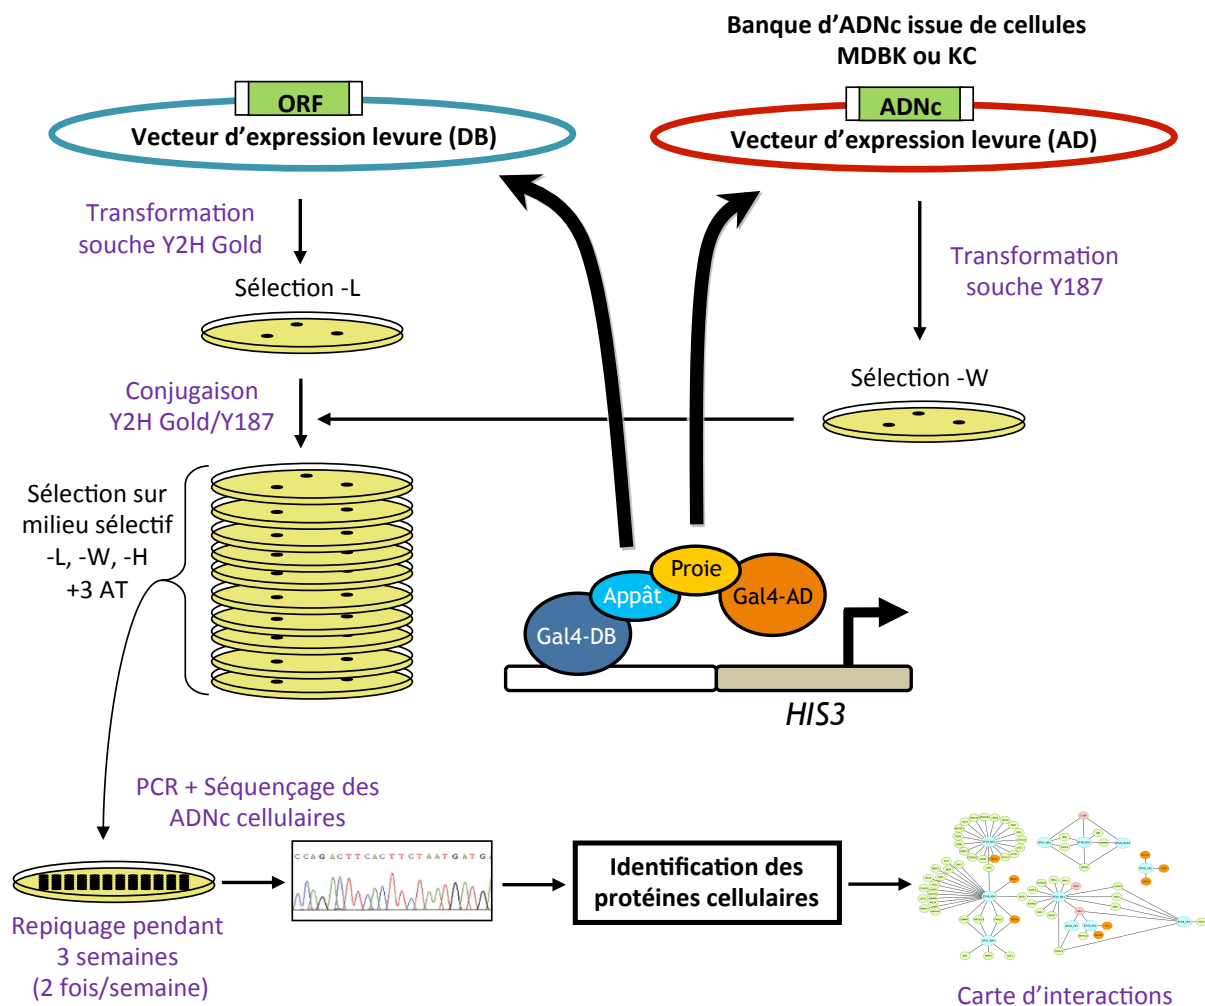 Banque d'ADNc issue de cellules
MDBK ou KC
ORF
Vecteur d'expression levure (DB)
ADNc
Vecteur d'expression levure (AD)
Transformation
souche Y2H Gold
Sélection -L
Transformation
souche Y187
Conjugaison
Y2H Gold/Y187
Sélection -W
Sélection sur
milieu sélectif
-L, -W, -H
+3 AT
Proie
Appât
Gal4-AD
Gal4-DB
HIS3
PCR + Séquençage des
ADNc cellulaires
CCAGACTTCACTTCTAATGATGA
Identification des
protéines cellulaires
Repiquage pendant
3 semaines
(2 fois/semaine)
Carte d'interactions